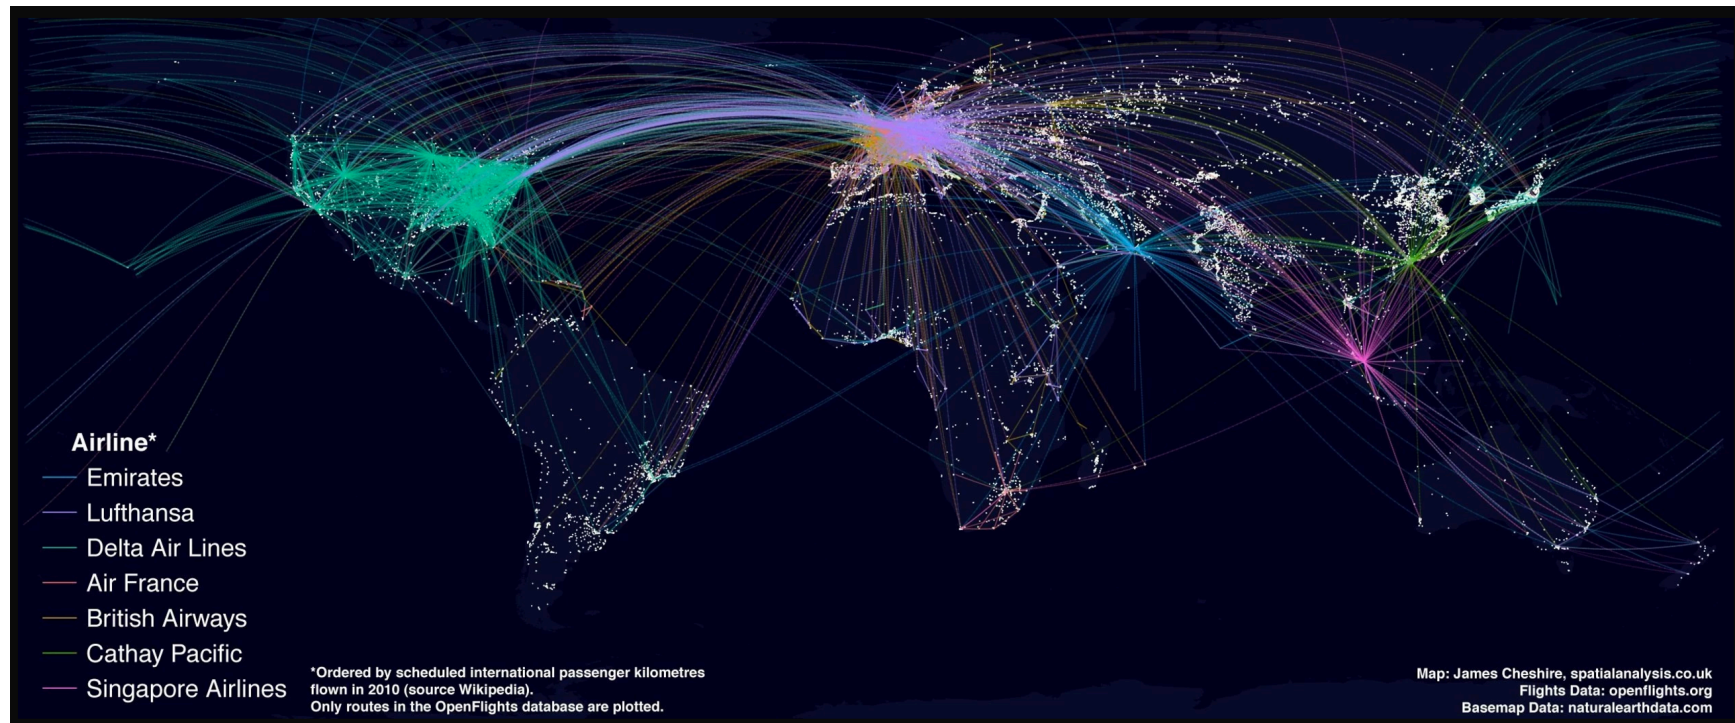 Airline*
Emirates
Lufthansa
Delta Air Lines
Air France
British Airways
Cathay Pacific
Singapore Airlines
*Ordered by scheduled international passenger kilometres
flown in 2010 (source Wikipedia).
Only routes in the OpenFlights database are plotted.
Map: James Cheshire, spatialanalysis.co.uk
Flights Data: openflights.org
Basemap Data: naturalearthdata.com